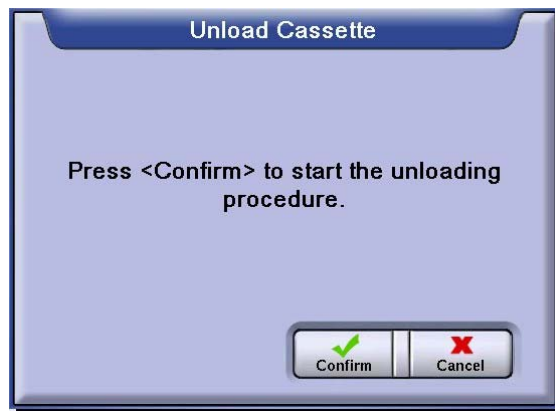 Unload Cassette
Press <Confirm> to start the unloading
procedure.
Confirm
Cancel